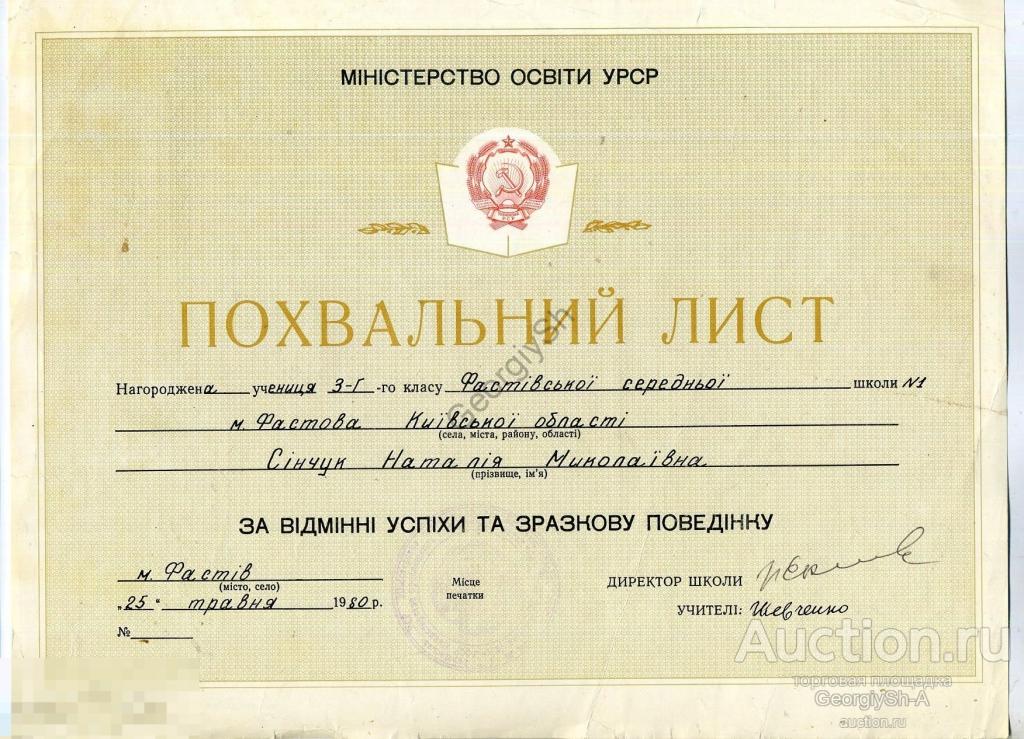 МІНІСТЕРСТВО ОСВІТИ УРСР
ПОХВАЛЬНИЙ ЛИСТ
Нагороджена учениця 3-Г -го класу Фастівської середньої школи №1
м. Фастова Київської області
(села, міста, району, області)
Сінчук Наталія Миколаївна
(прізвище, ім'я)
ЗА ВІДМІННІ УСПІХИ ТА ЗРАЗКОВУ ПОВЕДІНКУ
м. Фастів
(місто, село)
„25 “ травня 1980 р.
№
Місце
печатки
ДИРЕКТОР ШКОЛИ
УЧИТЕЛІ: Шевченко
GeorgiySh
Auction.ru
торговая площадка
GeorgiySh-A
auction.ru